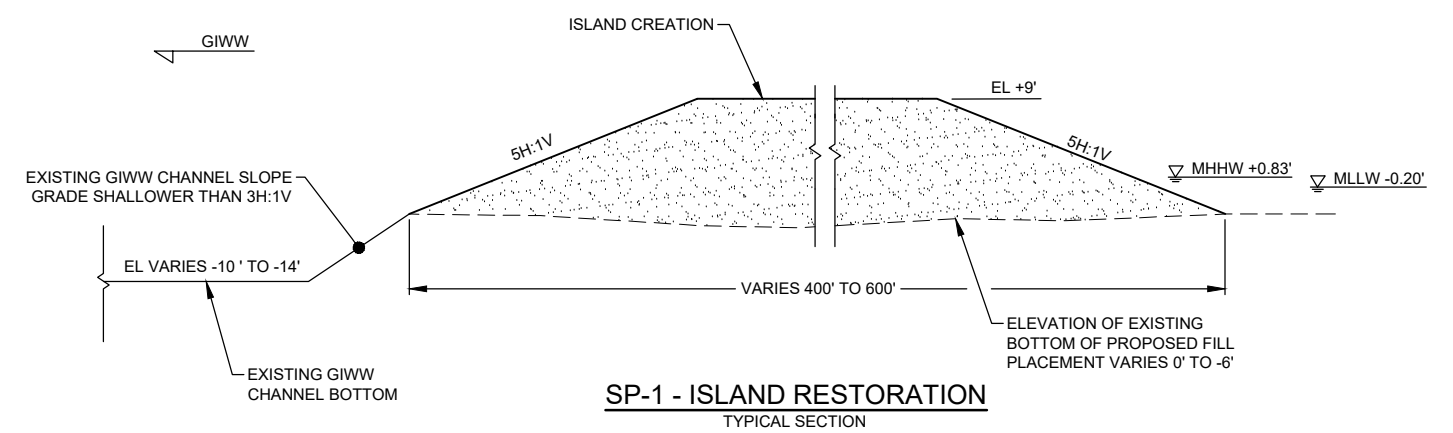 ISLAND CREATION
GIWW
EL +9'
5H:1V
5H:1V
MHHW +0.83'
MLLW -0.20'
EXISTING GIWW CHANNEL SLOPE
GRADE SHALLOWER THAN 3H:1V
EL VARIES -10 ' TO -14'
VARIES 400' TO 600'
ELEVATION OF EXISTING
BOTTOM OF PROPOSED FILL
PLACEMENT VARIES 0' TO -6'
EXISTING GIWW
CHANNEL BOTTOM
SP-1 - ISLAND RESTORATION
TYPICAL SECTION